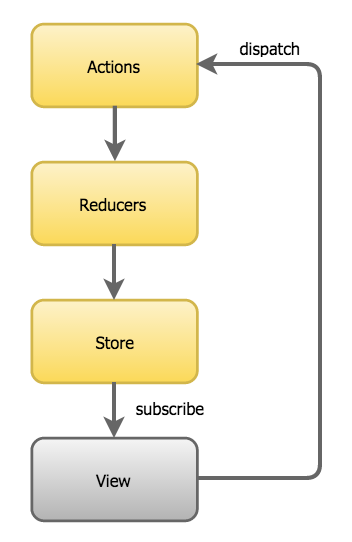 dispatch
Actions
Reducers
Store
subscribe
View